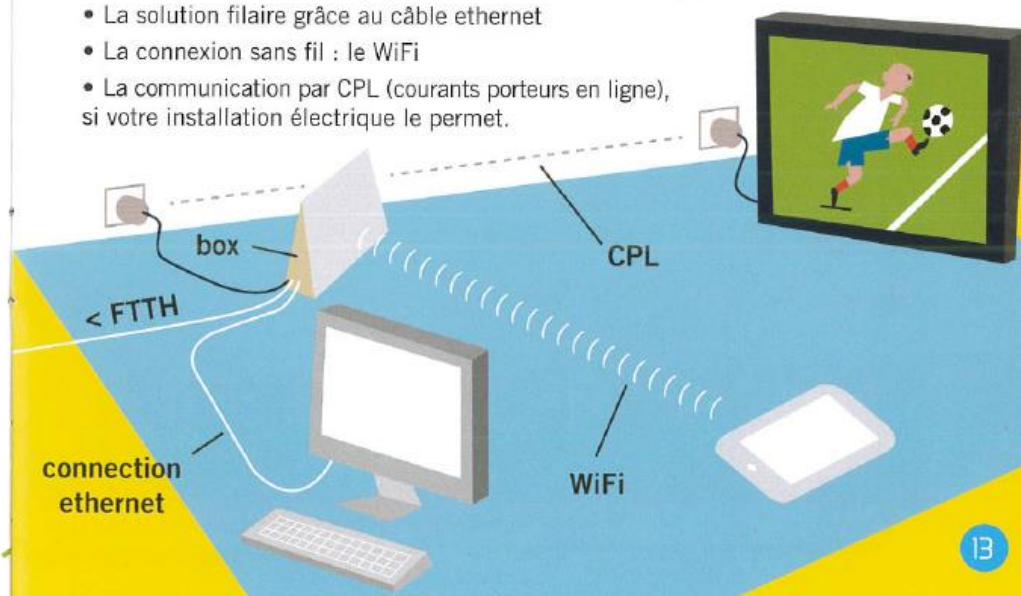 • La solution filaire grâce au câble ethernet
• La connexion sans fil : le WiFi
• La communication par CPL (courants porteurs en ligne),
si votre installation électrique le permet.
box
CPL
< FTTH
connection
ethernet
WiFi
13